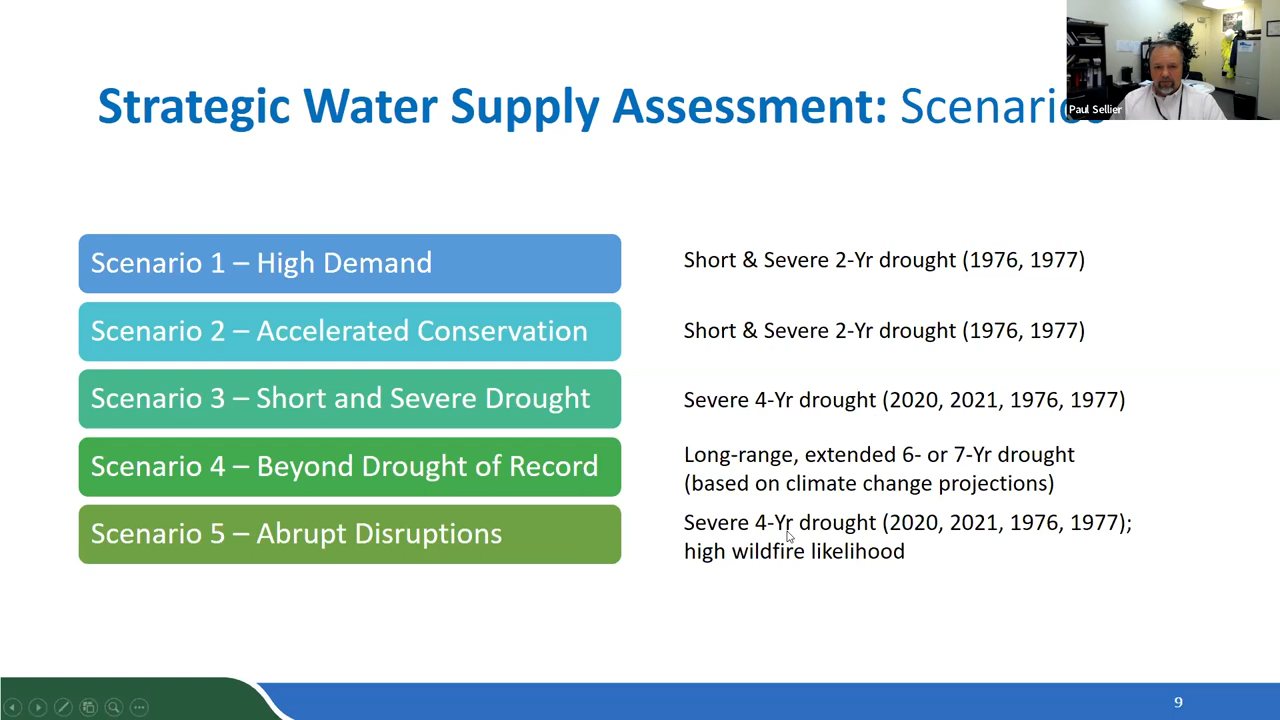 Strategic Water Supply Assessment: Scenarios
Paul Sellier
Scenario 1 – High Demand
Short & Severe 2-Yr drought (1976, 1977)
Scenario 2 – Accelerated Conservation
Short & Severe 2-Yr drought (1976, 1977)
Scenario 3 – Short and Severe Drought
Severe 4-Yr drought (2020, 2021, 1976, 1977)
Scenario 4 – Beyond Drought of Record
Long-range, extended 6- or 7-Yr drought
(based on climate change projections)
Scenario 5 – Abrupt Disruptions
Severe 4-Yr drought (2020, 2021, 1976, 1977);
high wildfire likelihood
9